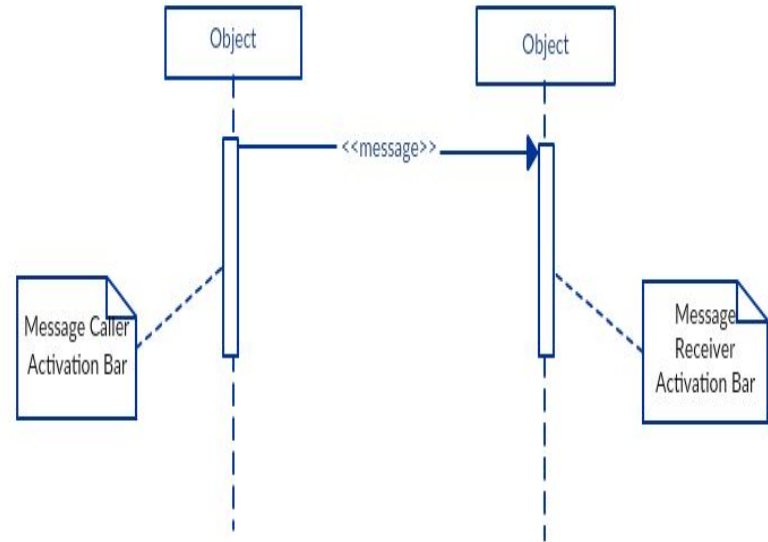 Object
Object
<<message>>
Message Caller
Activation Bar
Message
Receiver
Activation Bar